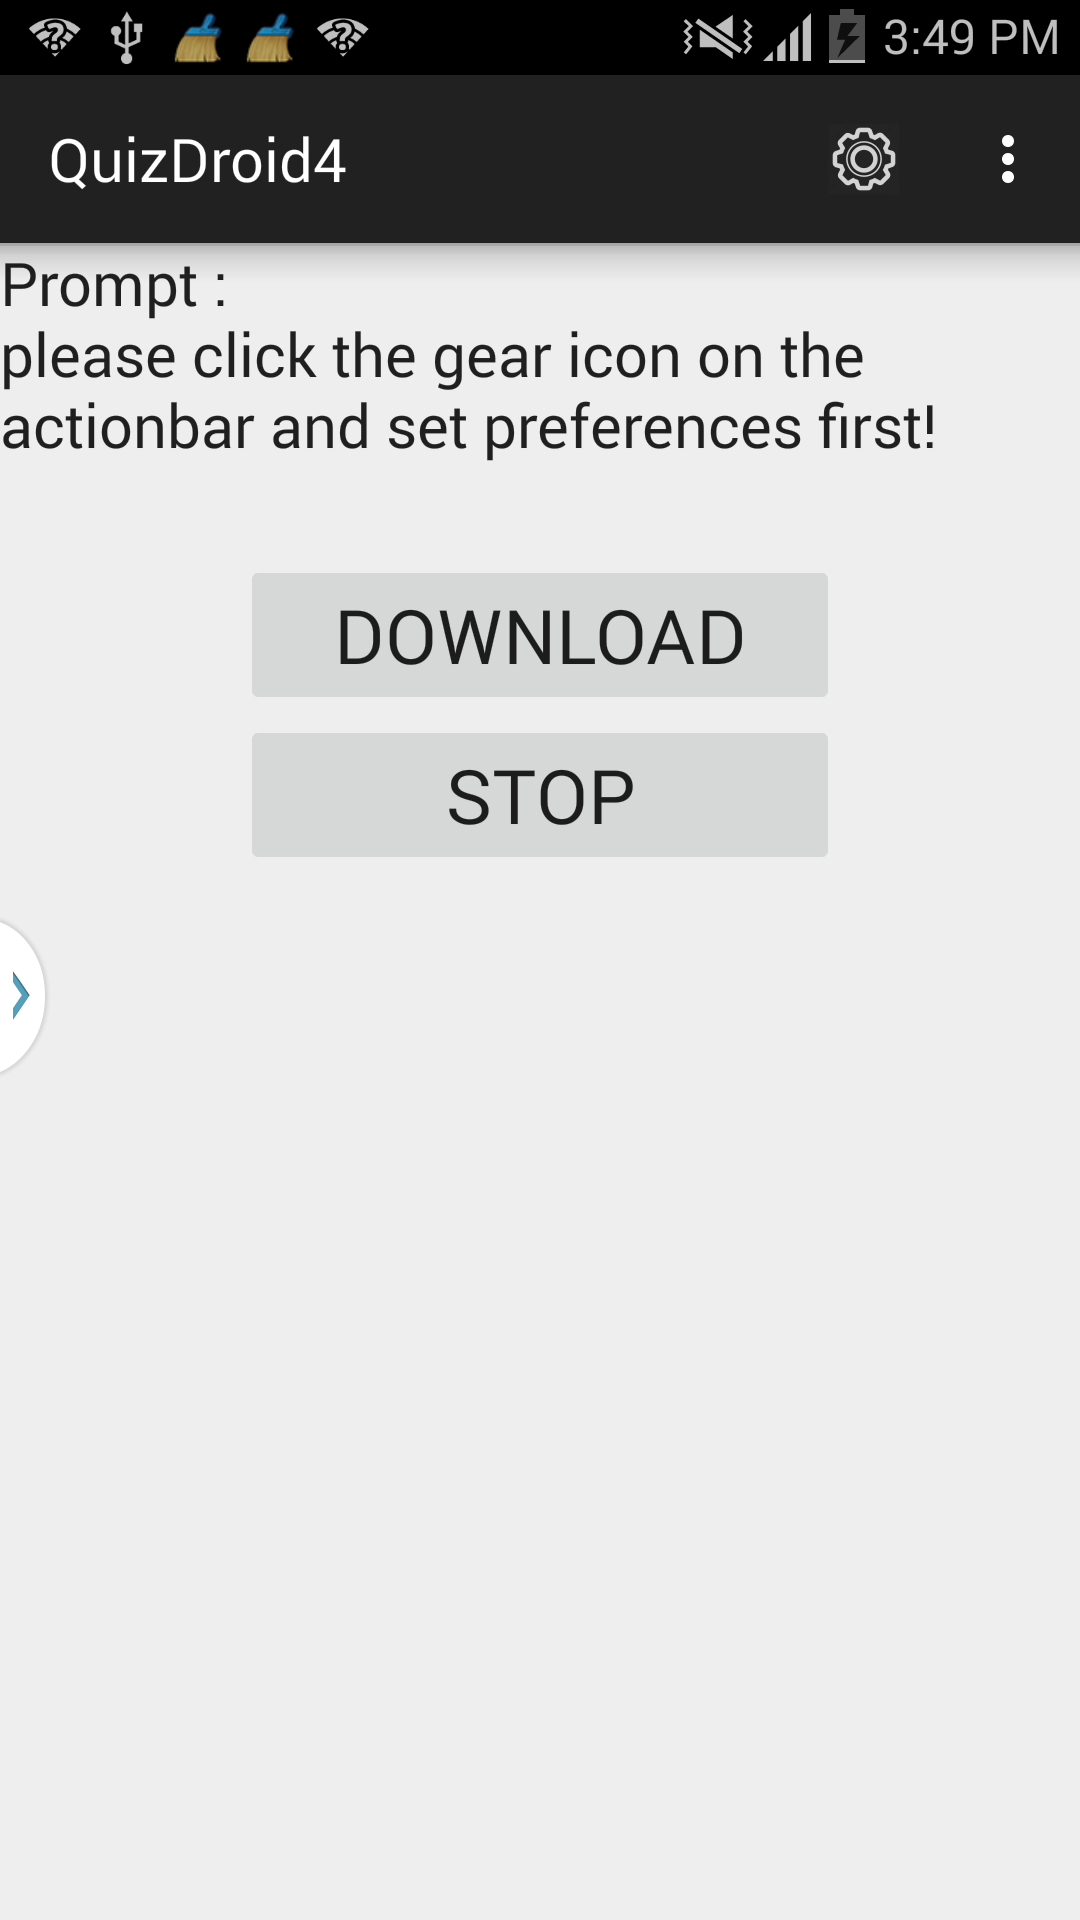 3:49 PM
QuizDroid4
Prompt :
please click the gear icon on the
actionbar and set preferences first!
DOWNLOAD
STOP